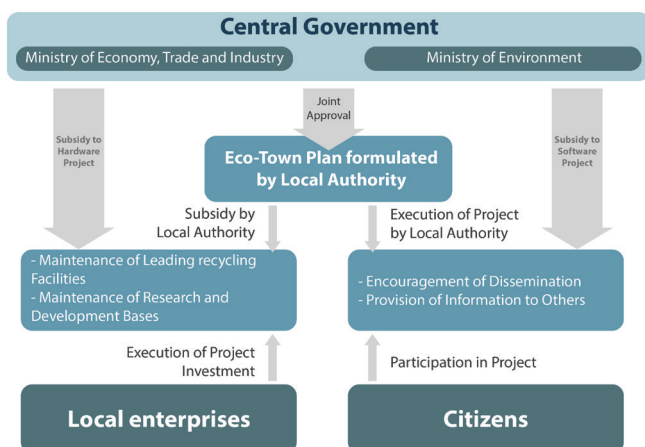 Central Government
Ministry of Economy, Trade and Industry
Ministry of Environment
Joint
Approval
Subsidy to
Hardware
Project
Subsidy to
Software
Project
Eco-Town Plan formulated
by Local Authority
Subsidy by
Local Authority
Execution of Project
by Local Authority
- Maintenance of Leading recycling
Facilities
- Maintenance of Research and
Development Bases
- Encouragement of Dissemination
- Provision of Information to Others
Execution of Project
Investment
Participation in Project
Local enterprises
Citizens